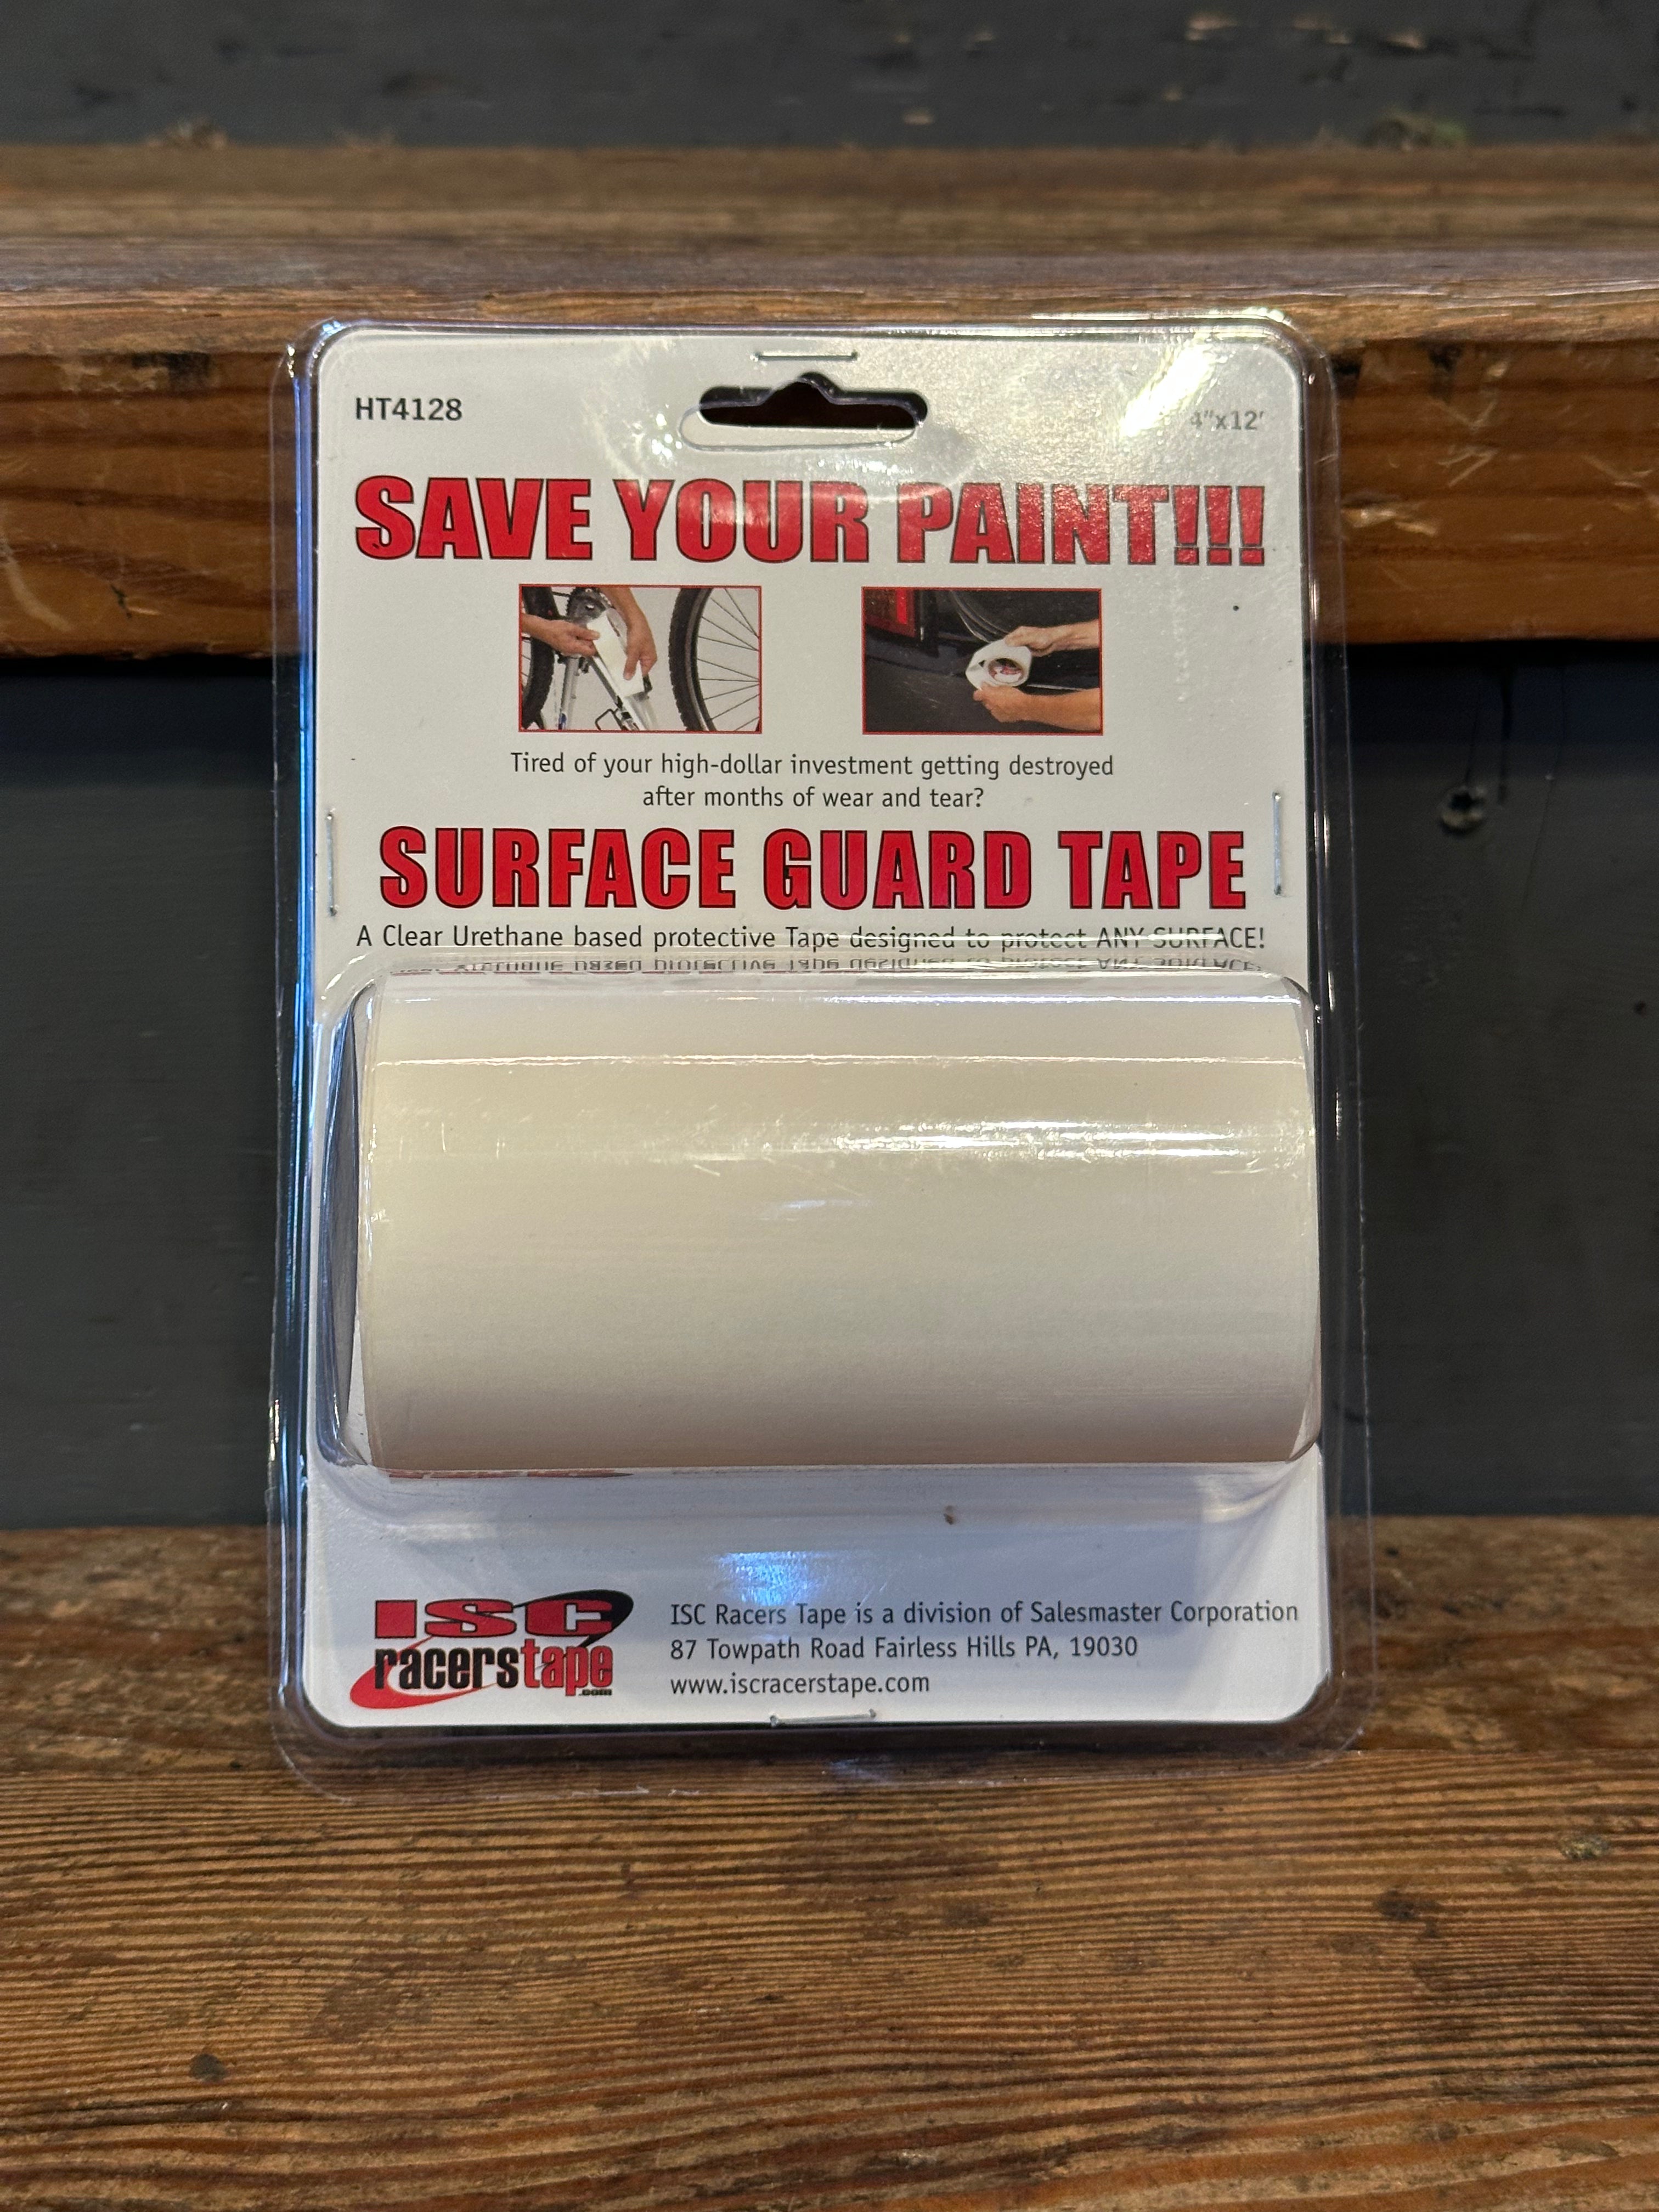 HT4128
4"x12'
SAVE YOUR PAINT!!!
Tired of your high-dollar investment getting destroyed
after months of wear and tear?
SURFACE GUARD TAPE
A Clear Urethane based protective Tape designed to protect ANY SURFACE!
ISC
racerstape
.com
ISC Racers Tape is a division of Salesmaster Corporation
87 Towpath Road Fairless Hills PA, 19030
www.iscracerstape.com